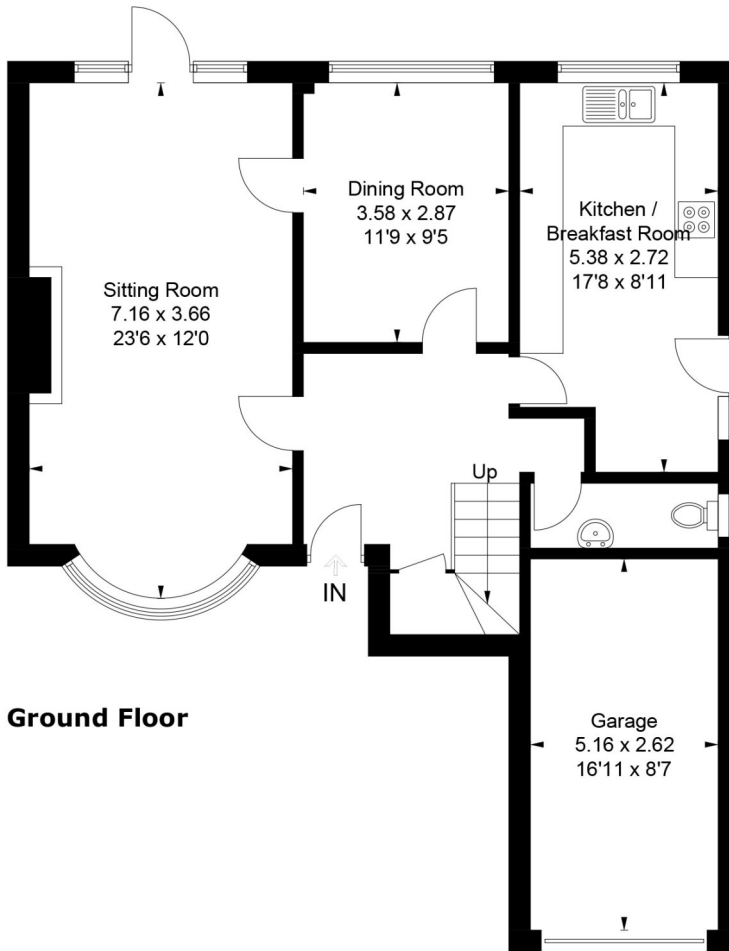 Dining Room
3.58 x 2.87
11'9 x 9'5
Kitchen /
Breakfast Room
5.38 x 2.72
17'8 x 8'11
Sitting Room
7.16 x 3.66
23'6 x 12'0
Up
IN
Ground Floor
Garage
5.16 x 2.62
16'11 x 8'7